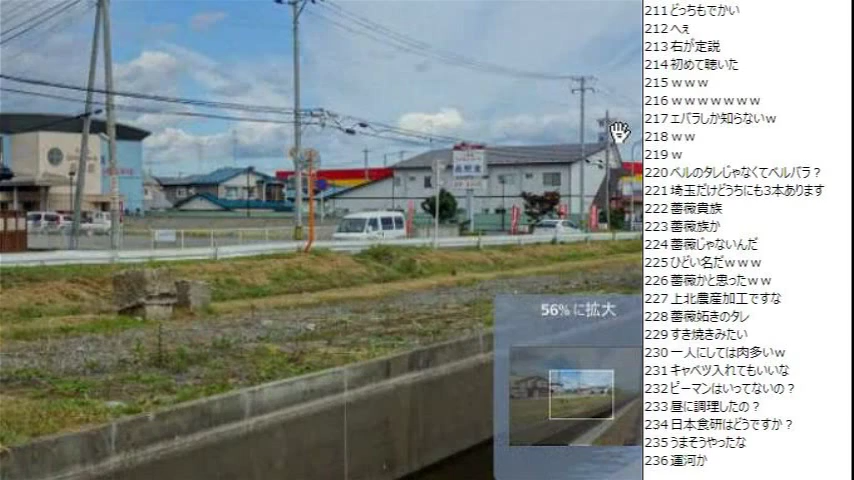 56% に拡大
211 どっちもでかい
212 へぇ
213 右が定説
214 初めて聴いた
215 ｗｗｗ
216 ｗｗｗｗｗｗｗ
217 エバラしか知らないｗ
218 ｗｗ
219 ｗ
220 ベルのタレじゃなくてベルバラ？
221 埼玉だけどうちにも3本あります
222 薔薇貴族
223 薔薇族か
224 薔薇じゃないんだ
225 ひどい名だｗｗｗ
226 薔薇かと思ったｗｗ
227 上北農産加工ですな
228 薔薇妬きのタレ
229 すき焼きみたい
230 一人にしては肉多いｗ
231 キャベツ入れてもいいな
232 ピーマンはいってないの？
233 昼に調理したの？
234 日本食研はどうですか？
235 うまそうやったな
236 運河か